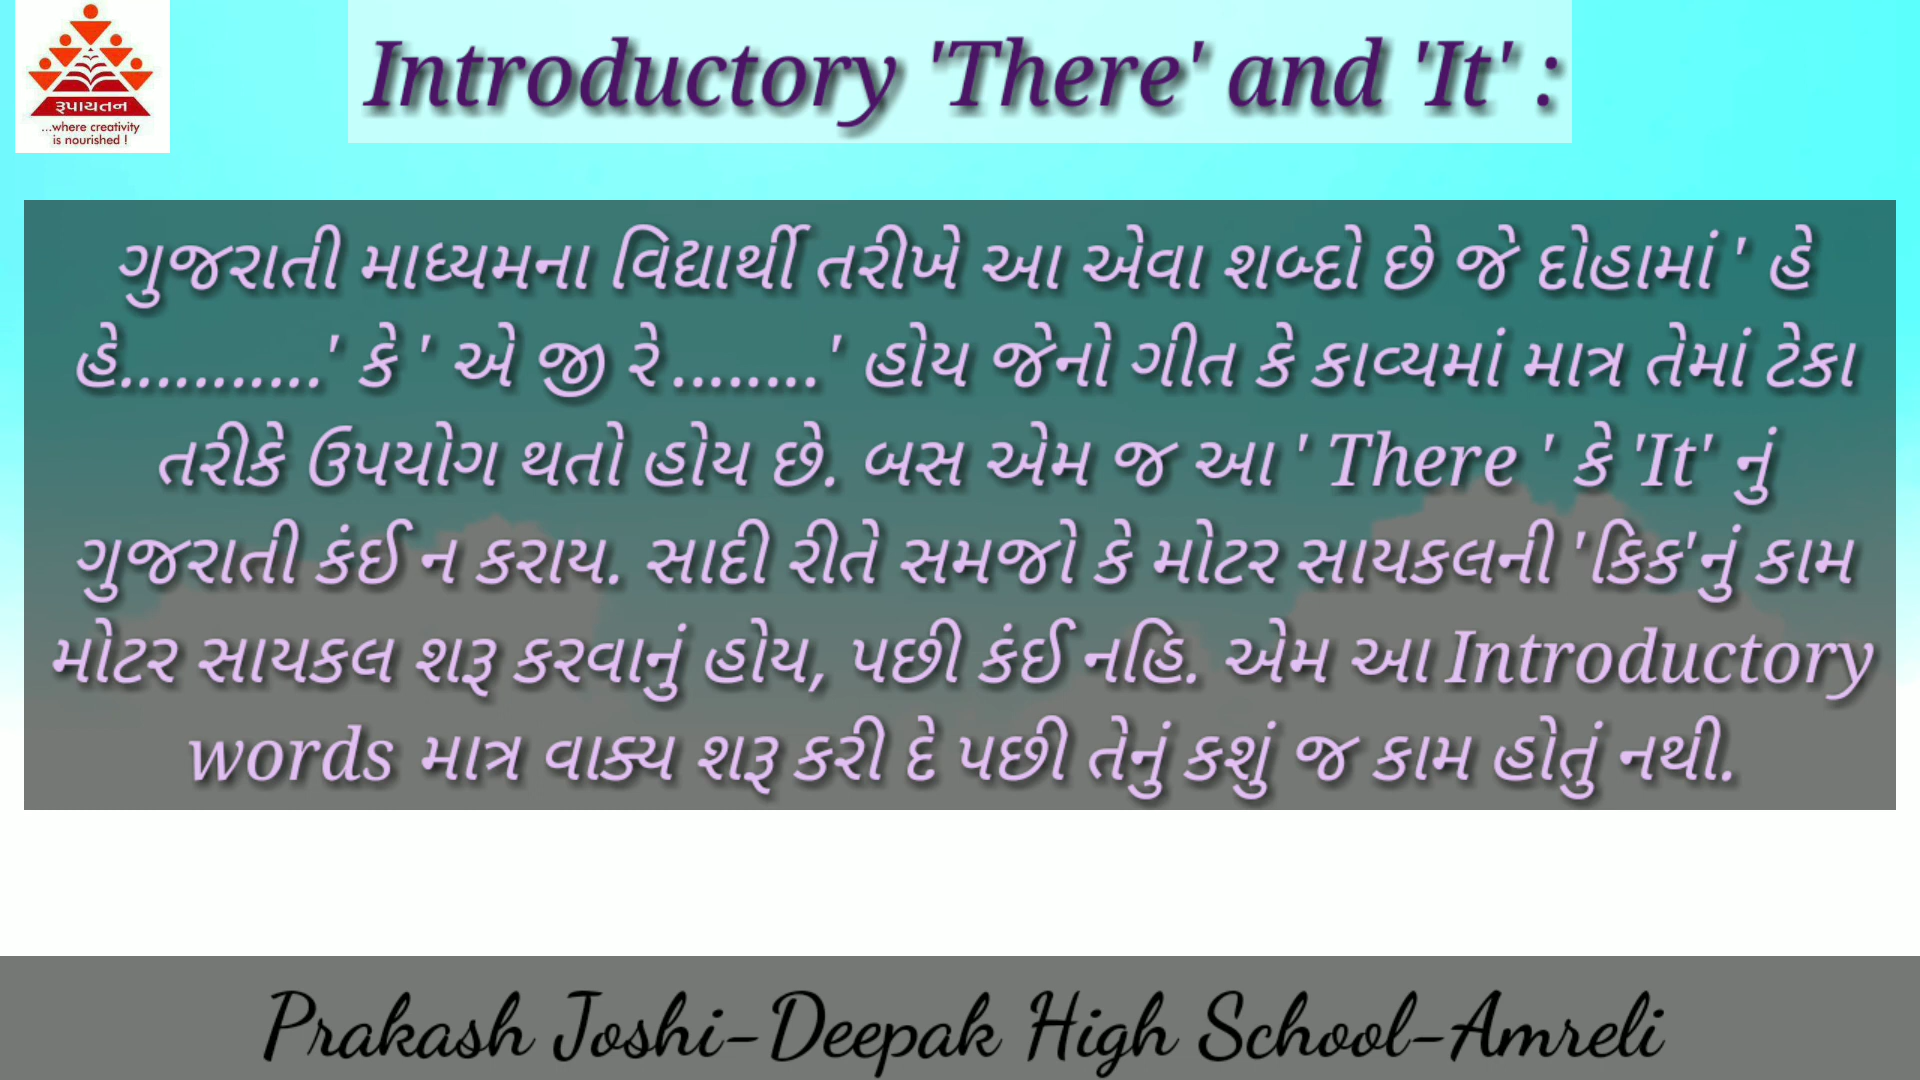 રૂપાયતન
...where creativity
is nourished !
Introductory 'There' and 'It' :
ગુજરાતી માધ્યમના વિદ્યાર્થી તરીખે આ એવા શબ્દો છે જે દોહામાં ' હે
હે...........' કે ' એ જી રે........' હોય જેનો ગીત કે કાવ્યમાં માત્ર તેમાં ટેકા
તરીકે ઉપયોગ થતો હોય છે. બસ એમ જ આ ' There ' કે 'It' નું
ગુજરાતી કંઈ ન કરાય. સાદી રીતે સમજો કે મોટર સાયકલની 'કિક'નું કામ
મોટર સાયકલ શરૂ કરવાનું હોય, પછી કંઈ નહિ. એમ આ Introductory
words માત્ર વાક્ય શરૂ કરી દે પછી તેનું કશું જ કામ હોતું નથી.
Prakash Joshi-Deepak High School-Amreli